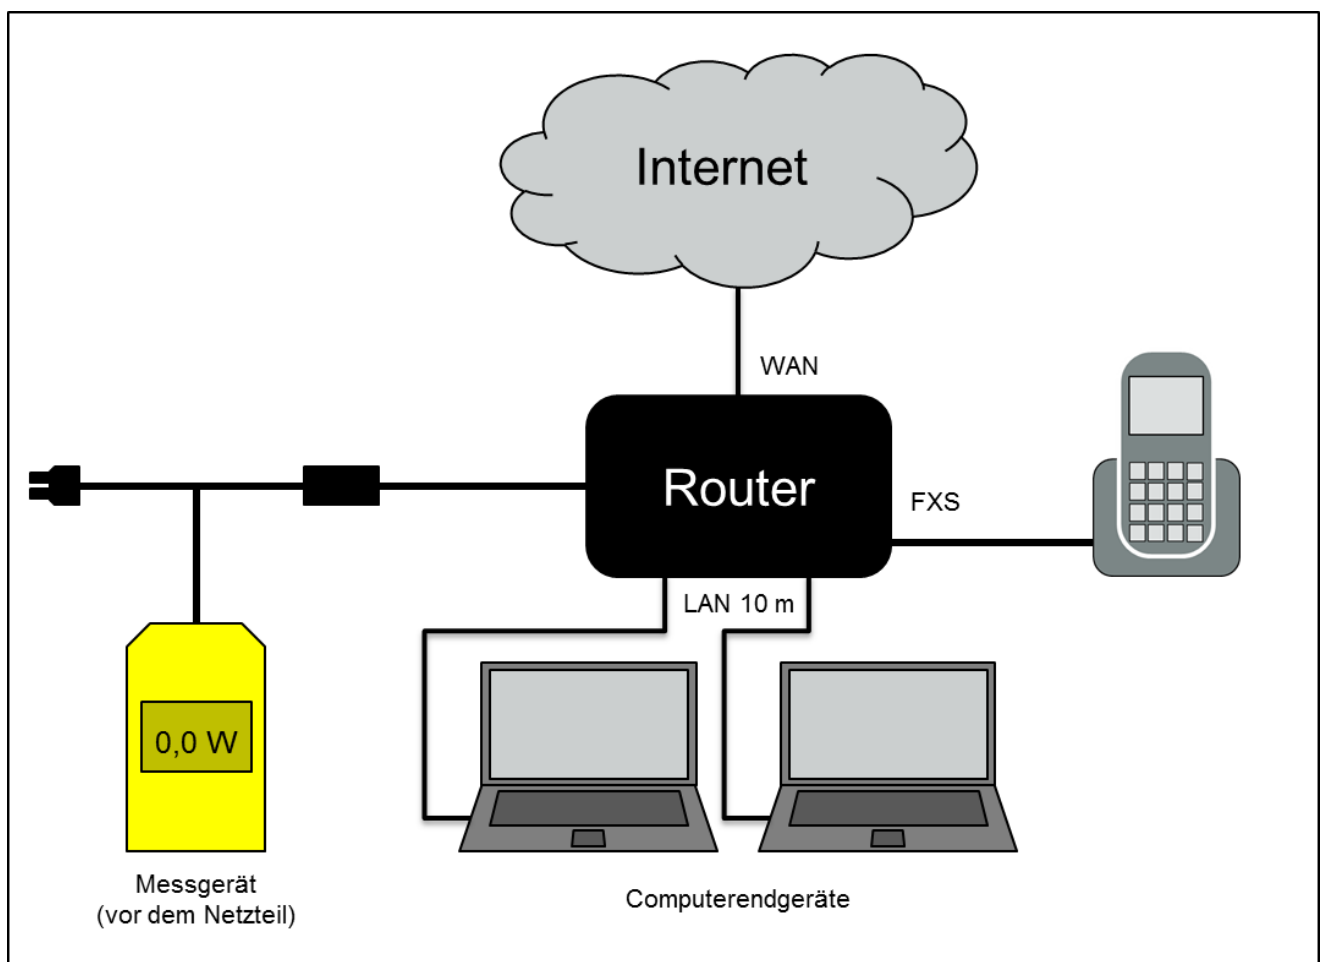 Internet
WAN
Router
FXS
LAN 10 m
0,0 W
Messgerät
(vor dem Netzteil)
Computerendgeräte